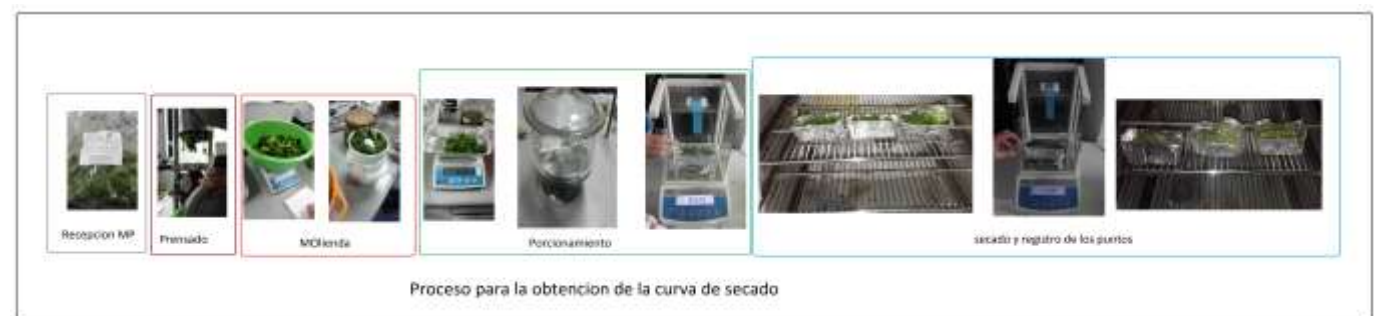 Recepcion MP
Prensado
MOlienda
Porcionamiento
secado y registro de los puntos
Proceso para la obtencion de la curva de secado